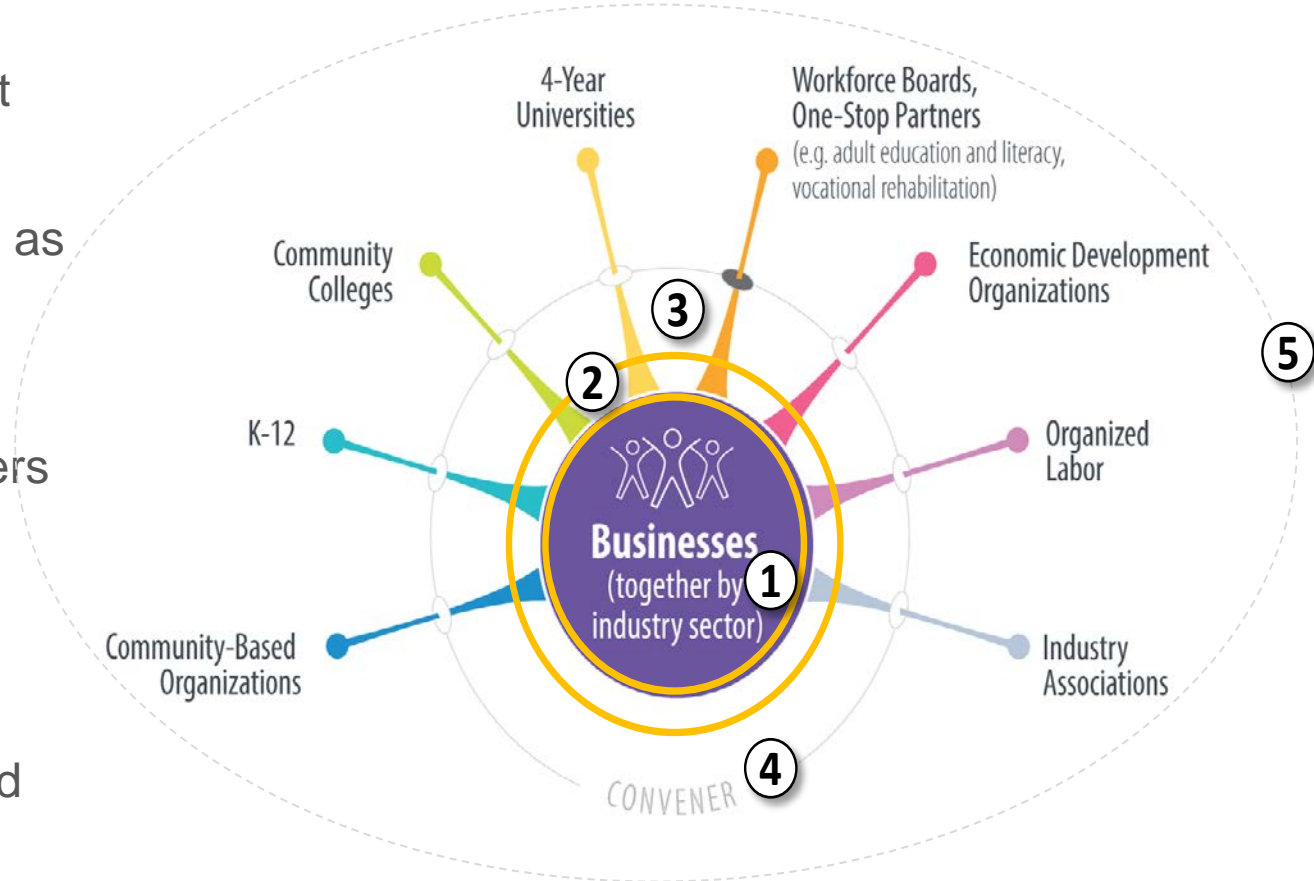 t
as
ers
d
4-Year
Universities
Workforce Boards,
One-Stop Partners
(e.g. adult education and literacy,
vocational rehabilitation)
Community
Colleges
Economic Development
Organizations
3
5
2
K-12
Organized
Labor
Businesses
(together by
industry sector)
1
Community-Based
Organizations
Industry
Associations
4
CONVENER